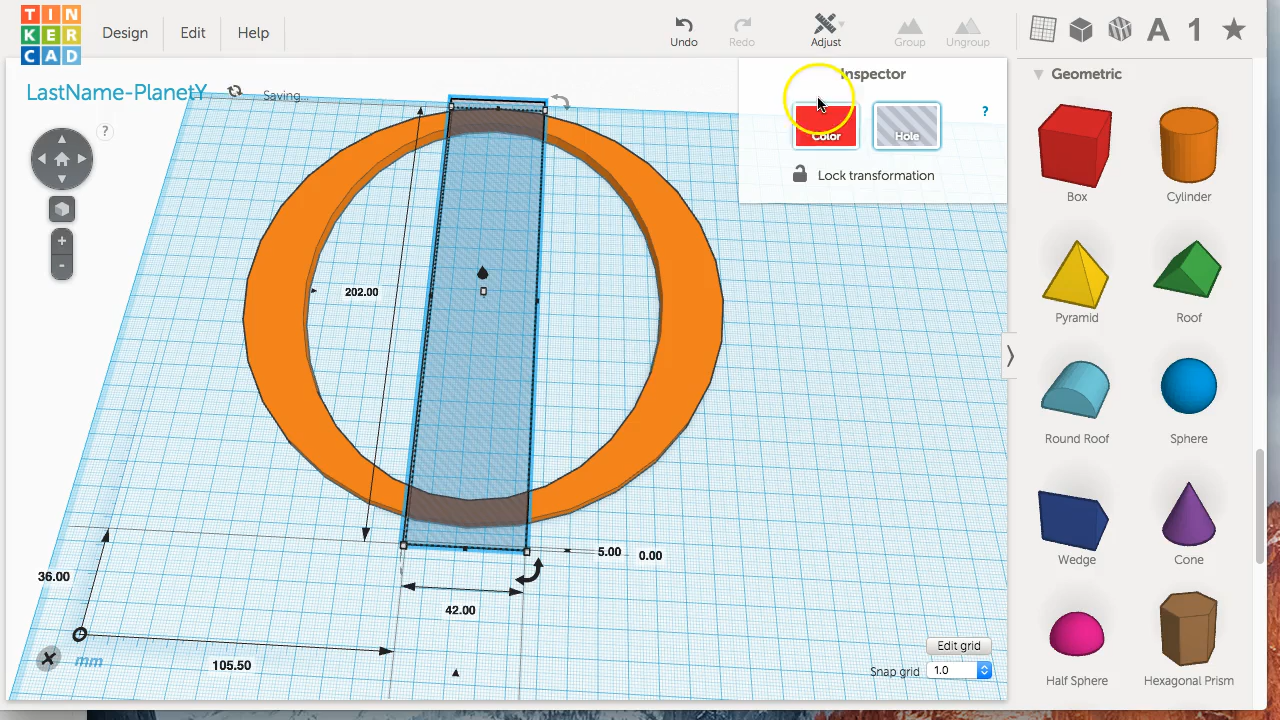 TIN
KER
CAD
Design
Edit
Help
Undo
Redo
Adjust
Group
Ungroup
A
1
LastName-PlanetY
Saving...
?
+
-
Inspector
Color
Hole
?
Lock transformation
Geometric
Box
Cylinder
Pyramid
Roof
Round Roof
Sphere
Wedge
Cone
Half Sphere
Hexagonal Prism
202.00
5.00
0.00
42.00
36.00
105.50
mm
Edit grid
Snap grid
1.0